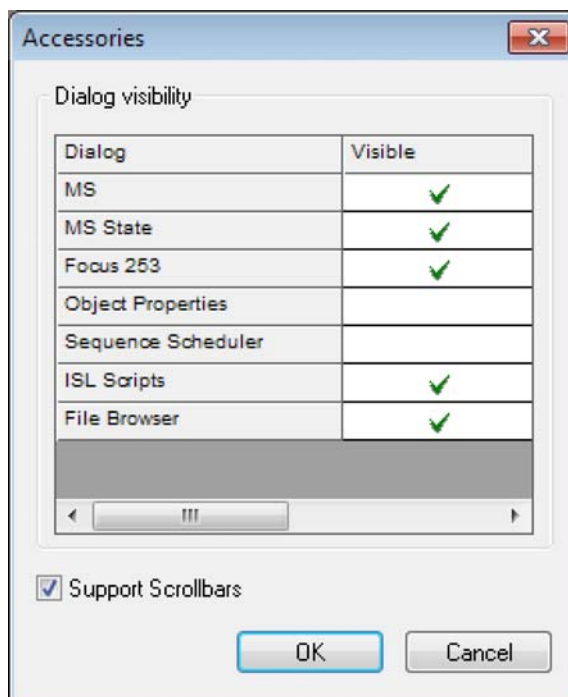 Accessories
Dialog visibility
Dialog Visible
MS
MS State
Focus 253
Object Properties
Sequence Scheduler
ISL Scripts
File Browser
Support Scrollbars
OK Cancel